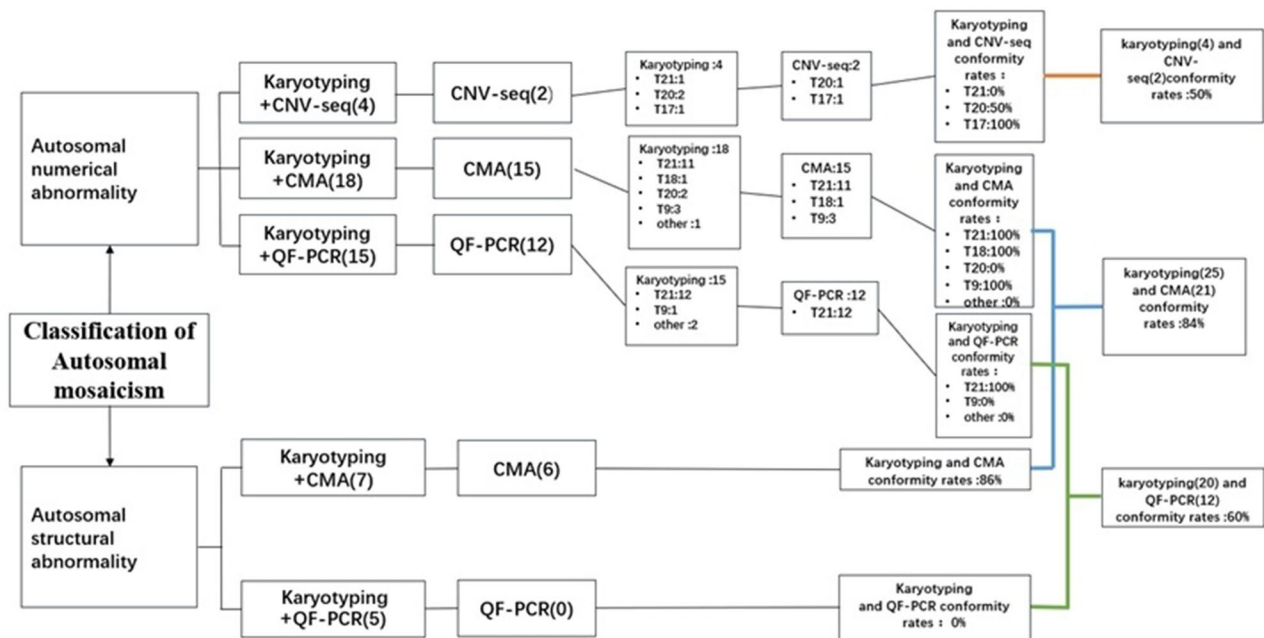 Classification of
Autosomal
mosaicism
Autosomal
numerical
abnormality
Karyotyping
+CNV-seq(4)
CNV-seq(2)
Karyotyping :4
• T21:1
• T20:2
• T17:1
CNV-seq:2
• T20:1
• T17:1
Karyotyping
and CNV-seq
conformity
rates :
• T21:0%
• T20:50%
• T17:100%
karyotyping(4) and
CNV-
seq(2)conformity
rates :50%
Karyotyping
+CMA(18)
CMA(15)
Karyotyping :18
• T21:11
• T18:1
• T20:2
• T9:3
• other :1
CMA:15
• T21:11
• T18:1
• T9:3
Karyotyping
and CMA
conformity
rates :
• T21:100%
• T18:100%
• T20:0%
• T9:100%
• other :0%
karyotyping(25)
and CMA(21)
conformity
rates :84%
Karyotyping
+QF-PCR(15)
QF-PCR(12)
Karyotyping :15
• T21:12
• T9:1
• other :2
QF-PCR :12
• T21:12
Karyotyping
and QF-PCR
conformity
rates :
• T21:100%
• T9:0%
• other :0%
Autosomal
structural
abnormality
Karyotyping
+CMA(7)
CMA(6)
Karyotyping and CMA
conformity rates :86%
karyotyping(20) and
QF-PCR(12)
conformity rates :60%
Karyotyping
+QF-PCR(5)
QF-PCR(0)
Karyotyping
and QF-PCR conformity
rates : 0%